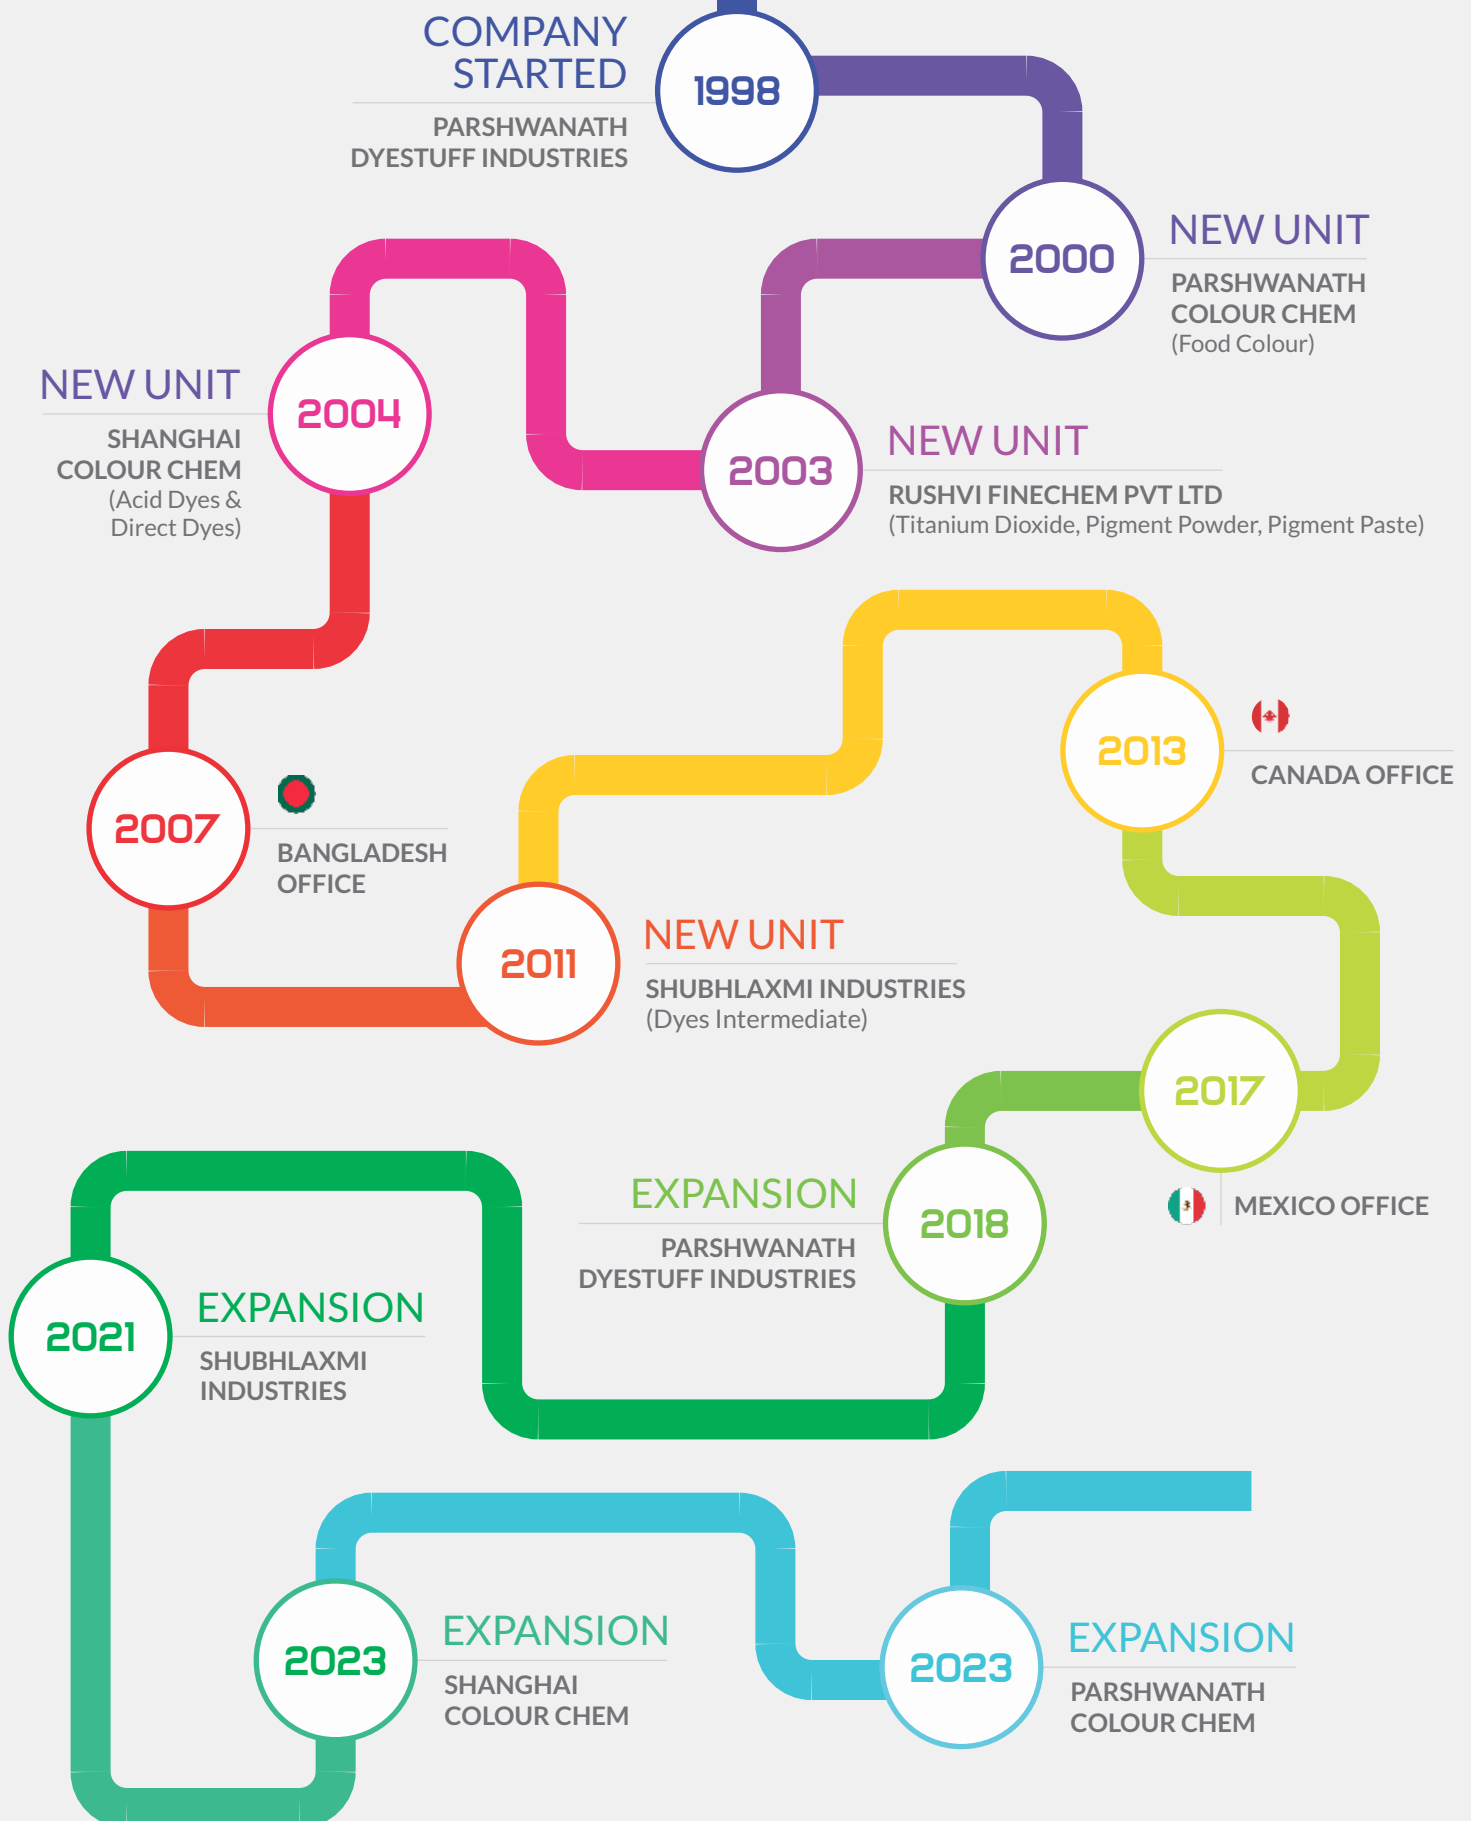 COMPANY
STARTED
1998
PARSHWANATH
DYESTUFF INDUSTRIES
2000
NEW UNIT
PARSHWANATH
COLOUR CHEM
(Food Colour)
2003
NEW UNIT
RUSHVI FINECHEM PVT LTD
(Titanium Dioxide, Pigment Powder, Pigment Paste)
NEW UNIT
2004
SHANGHAI
COLOUR CHEM
(Acid Dyes &
Direct Dyes)
2007
BANGLADESH
OFFICE
2011
NEW UNIT
SHUBHLAXMI INDUSTRIES
(Dyes Intermediate)
2013
CANADA OFFICE
2017
MEXICO OFFICE
EXPANSION
2018
PARSHWANATH
DYESTUFF INDUSTRIES
2021
EXPANSION
SHUBHLAXMI
INDUSTRIES
2023
EXPANSION
SHANGHAI
COLOUR CHEM
2023
EXPANSION
PARSHWANATH
COLOUR CHEM